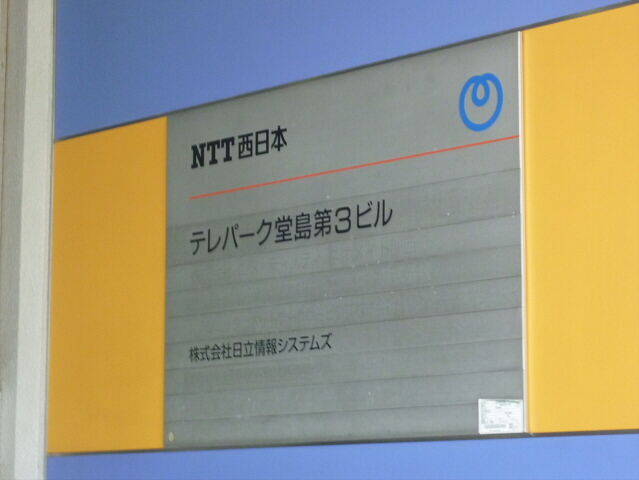 NTT西日本
テレパーク堂島第3ビル
株式会社日立情報システムズ